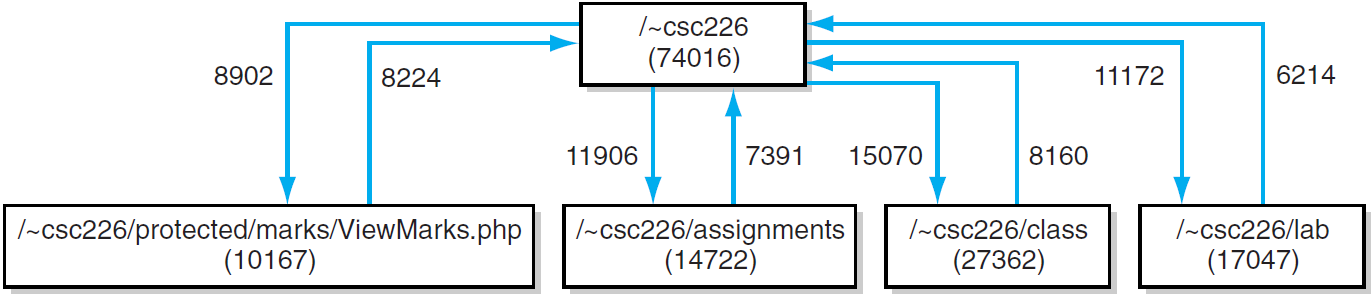 /~csc226
(74016)
8902
8224
11172
6214
11906
7391
15070
8160
/~csc226/protected/marks/ViewMarks.php
(10167)
/~csc226/assignments
(14722)
/~csc226/class
(27362)
/~csc226/lab
(17047)